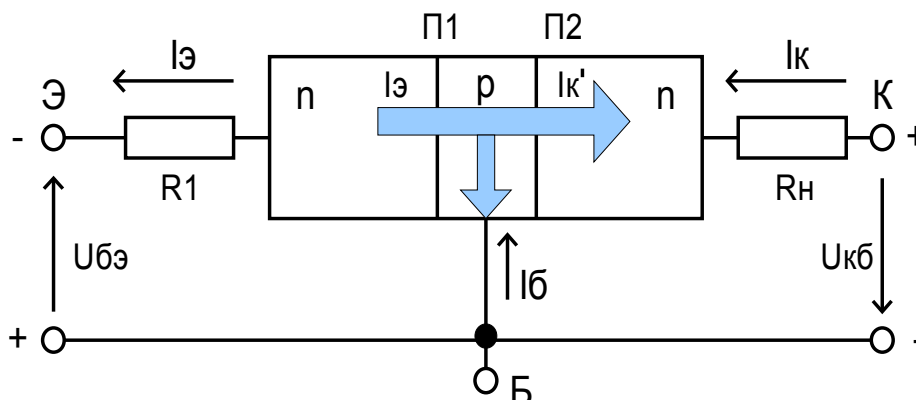 П1 П2
Iэ Iк
Э n Iэ p Iк' n К
- +
R1 Rн
Uбэ Iб Uкб
+ -
Б